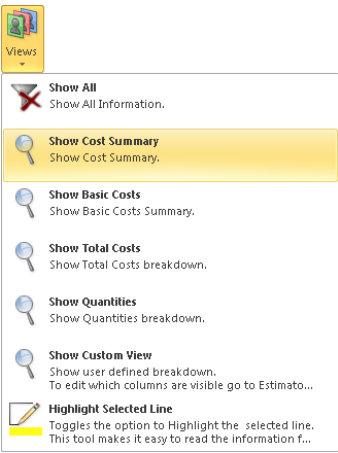 Views
Show All
Show All Information.
Show Cost Summary
Show Cost Summary.
Show Basic Costs
Show Basic Costs Summary.
Show Total Costs
Show Total Costs breakdown.
Show Quantities
Show Quantities breakdown.
Show Custom View
Show user defined breakdown.
To edit which columns are visible go to Estimato...
Highlight Selected Line
Toggles the option to Highlight the  selected line.
This tool makes it easy to read the information f...